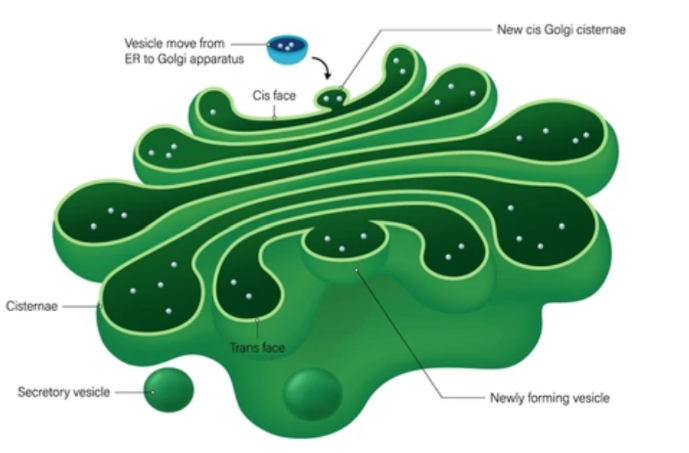 New cis Golgi cisternae
Vesicle move from
ER to Golgi apparatus
Cis face
Cisternae
Trans face
Secretory vesicle
Newly forming vesicle